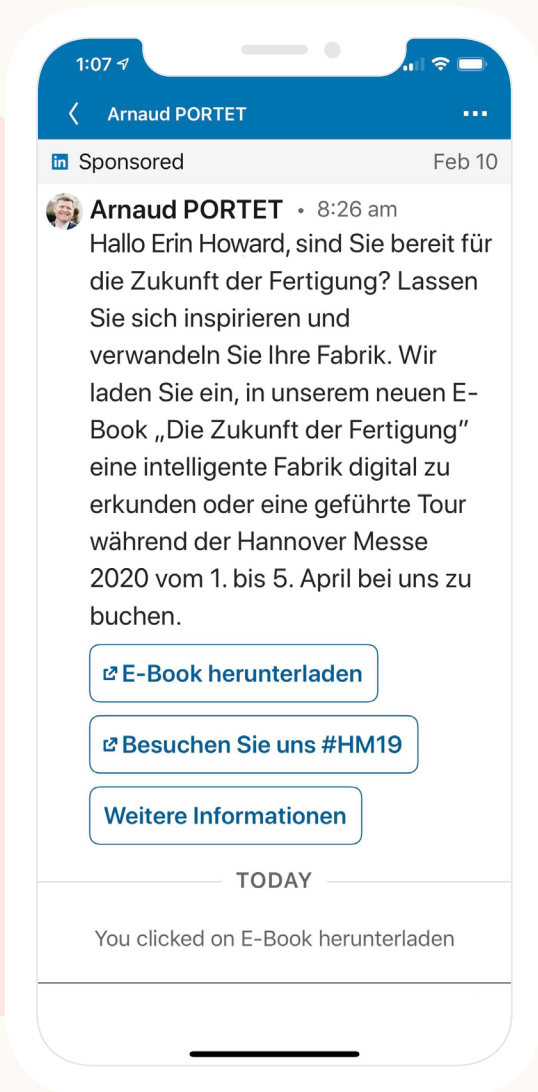 1:07
Arnaud PORTET
in Sponsored Feb 10
Arnaud PORTET • 8:26 am
Hallo Erin Howard, sind Sie bereit für
die Zukunft der Fertigung? Lassen
Sie sich inspirieren und
verwandeln Sie Ihre Fabrik. Wir
laden Sie ein, in unserem neuen E-
Book „Die Zukunft der Fertigung”
eine intelligente Fabrik digital zu
erkunden oder eine geführte Tour
während der Hannover Messe
2020 vom 1. bis 5. April bei uns zu
buchen.
E-Book herunterladen
Besuchen Sie uns #HM19
Weitere Informationen
TODAY
You clicked on E-Book herunterladen